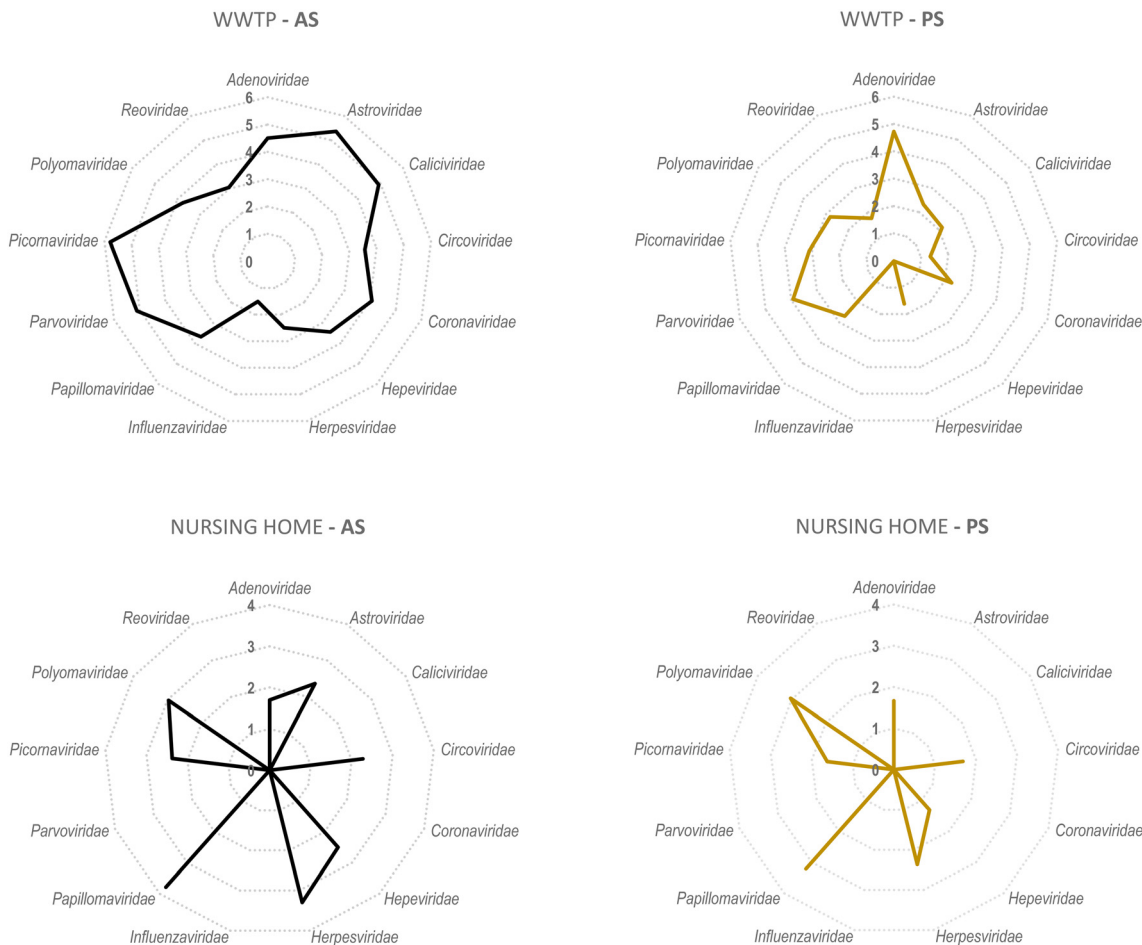 WWTP - AS
Adenoviridae
Astroviridae
Caliciviridae
Circoviridae
Coronaviridae
Hepeviridae
Herpesviridae
Influenzaviridae
Papillomaviridae
Parvoviridae
Picornaviridae
Polyomaviridae
Reoviridae
6
5
4
3
2
1
0
WWTP - PS
Adenoviridae
Astroviridae
Caliciviridae
Circoviridae
Coronaviridae
Hepeviridae
Herpesviridae
Influenzaviridae
Papillomaviridae
Parvoviridae
Picornaviridae
Polyomaviridae
Reoviridae
6
5
4
3
2
1
0
NURSING HOME - AS
Adenoviridae
Astroviridae
Caliciviridae
Circoviridae
Coronaviridae
Hepeviridae
Herpesviridae
Influenzaviridae
Papillomaviridae
Parvoviridae
Picornaviridae
Polyomaviridae
Reoviridae
4
3
2
1
0
NURSING HOME - PS
Adenoviridae
Astroviridae
Caliciviridae
Circoviridae
Coronaviridae
Hepeviridae
Herpesviridae
Influenzaviridae
Papillomaviridae
Parvoviridae
Picornaviridae
Polyomaviridae
Reoviridae
4
3
2
1
0